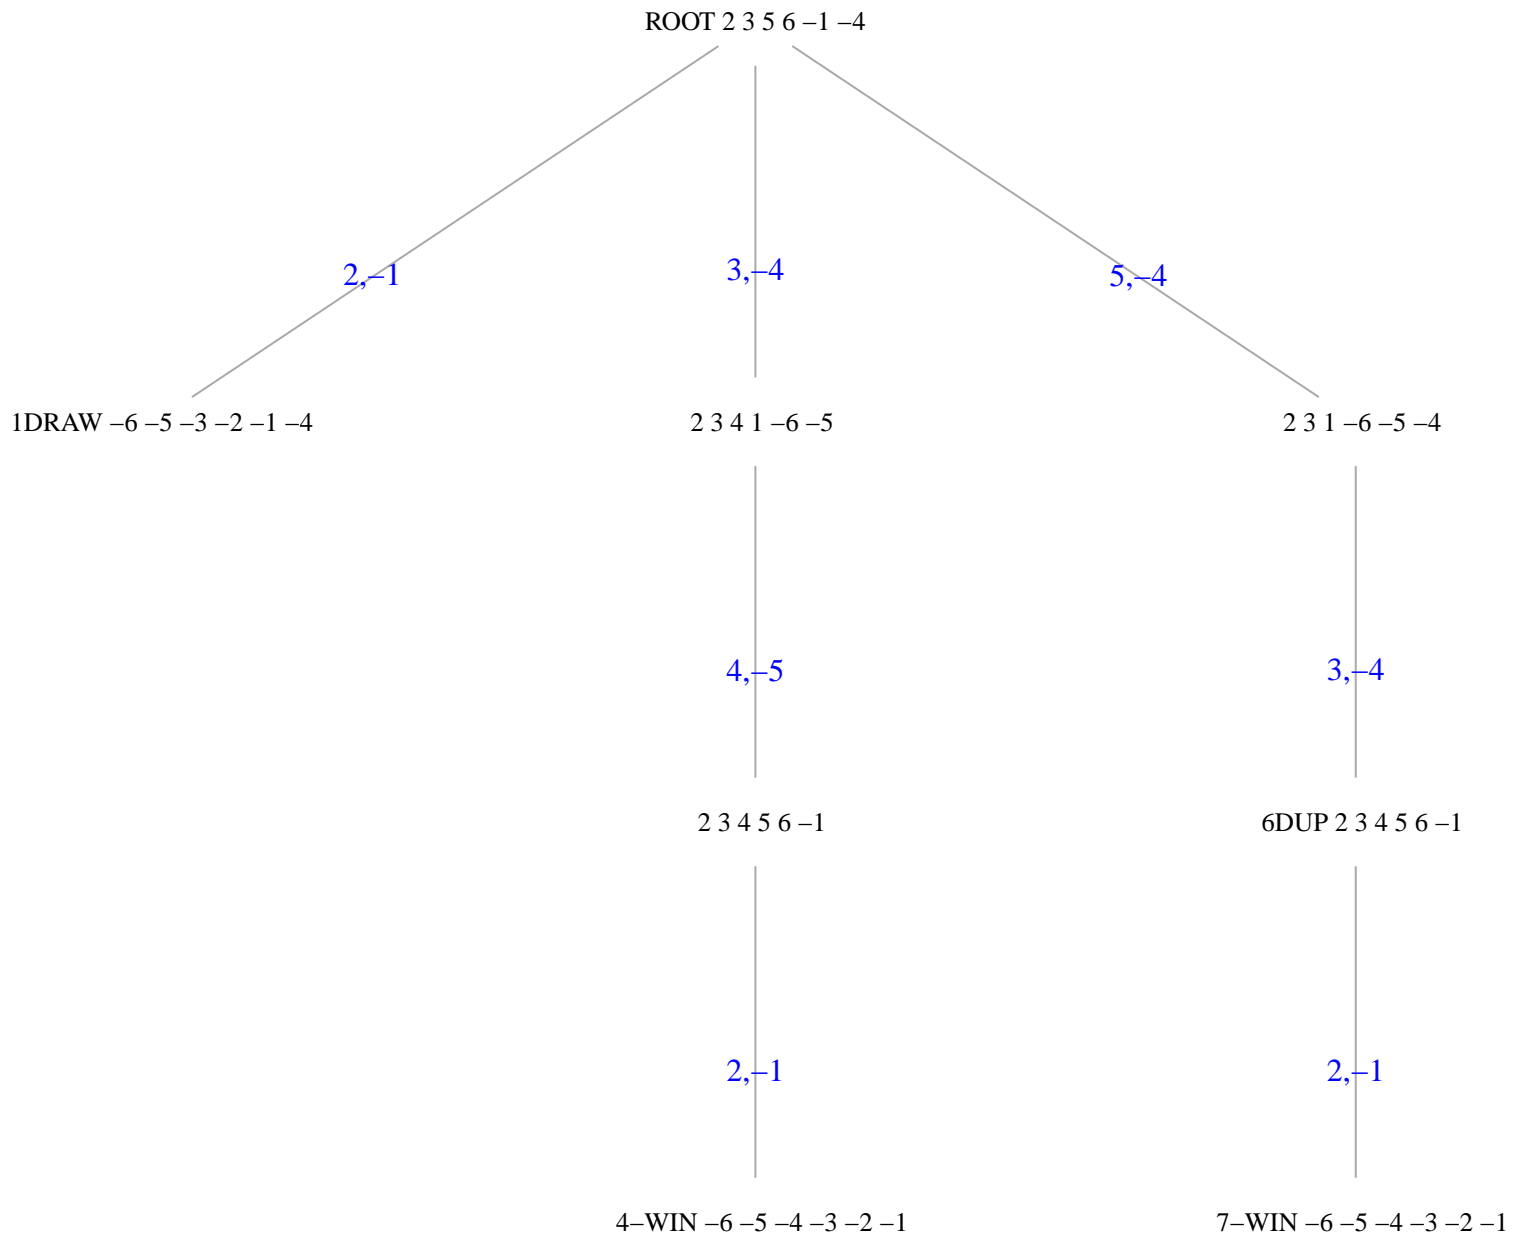 ROOT 2 3 5 6 –1 –4
2,–1
3,–4
5,–4
1DRAW –6 –5 –3 –2 –1 –4
2 3 4 1 –6 –5
2 3 1 –6 –5 –4
4,–5
3,–4
2 3 4 5 6 –1
6DUP 2 3 4 5 6 –1
2,–1
2,–1
4–WIN –6 –5 –4 –3 –2 –1
7–WIN –6 –5 –4 –3 –2 –1